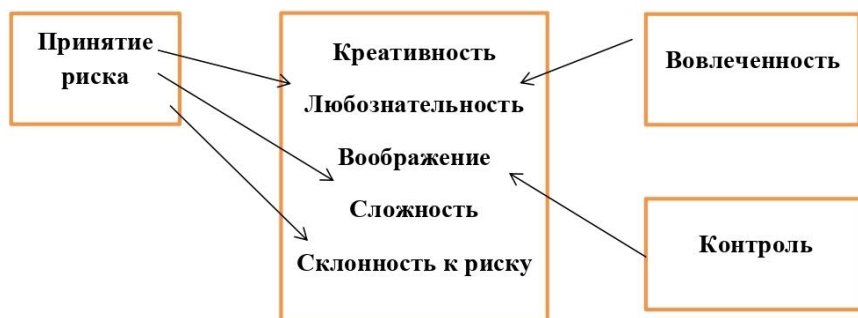 Принятие
риска
Креативность
Любознательность
Воображение
Сложность
Склонность к риску
Вовлеченность
Контроль